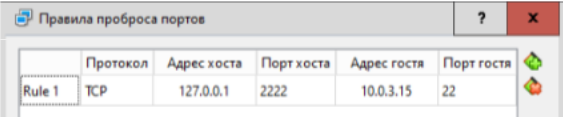 Правила проброса портов ? x
Протокол Адрес хоста Порт хоста Адрес гостя Порт гостя
Rule 1 TCP 127.0.0.1 2222 10.0.3.15 22